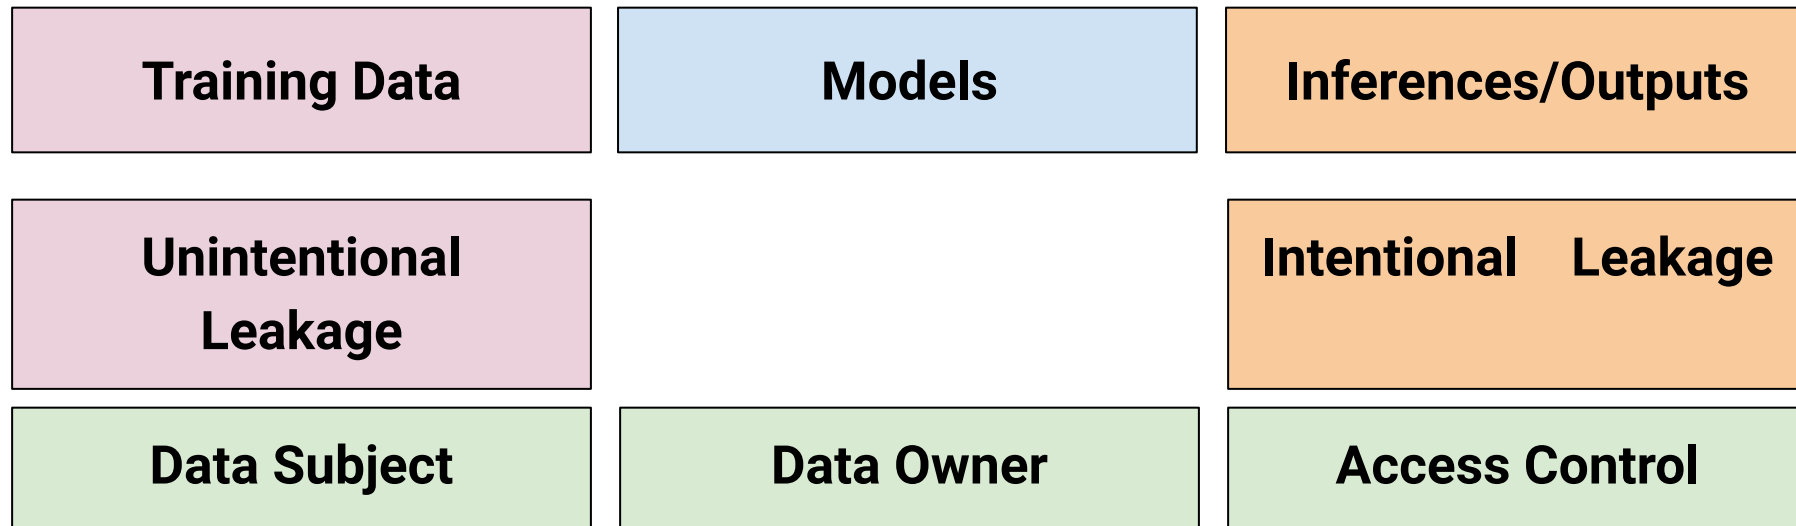 Training Data
Models
Inferences/Outputs
Unintentional
Leakage
Intentional Leakage
Data Subject
Data Owner
Access Control